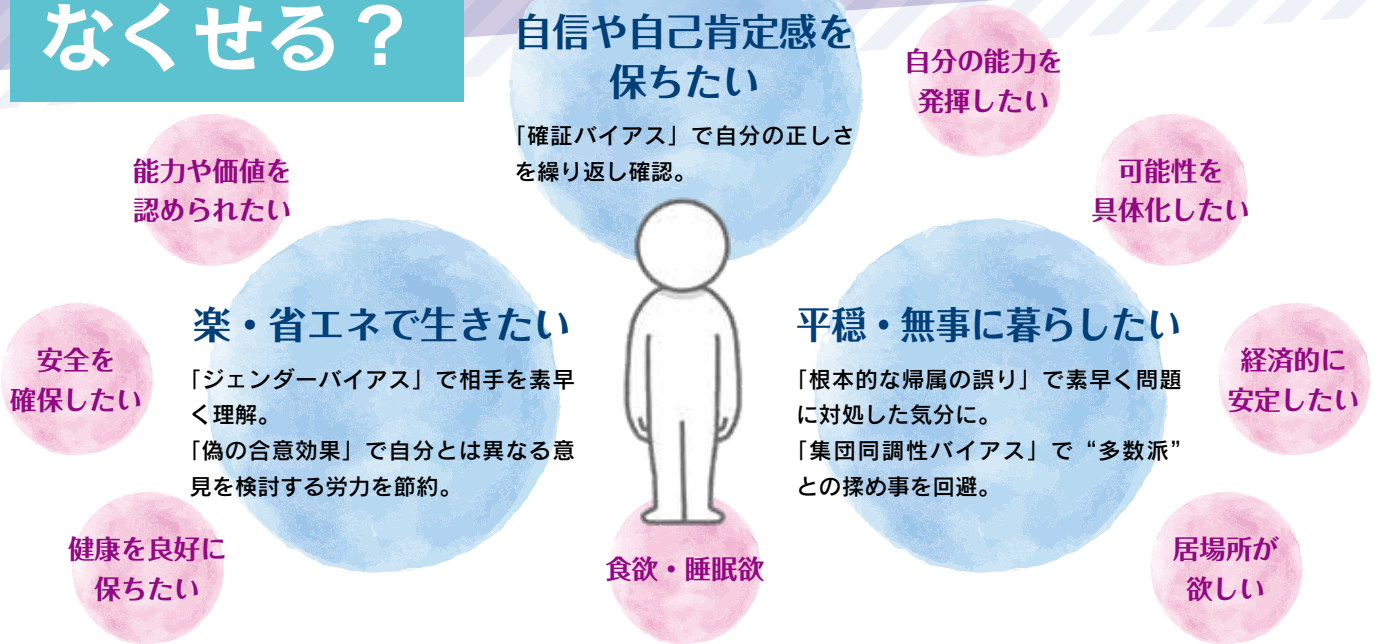 なくせる？
自信や自己肯定感を
保ちたい
「確証バイアス」で自分の正しさ
を繰り返し確認。
自分の能力を
発揮したい
能力や価値を
認められたい
可能性を
具体化したい
楽・省エネで生きたい
「ジェンダーバイアス」で相手を素早
く理解。
「偽の合意効果」で自分とは異なる意
見を検討する労力を節約。
平穏・無事に暮らしたい
「根本的な帰属の誤り」で素早く問題
に対処した気分に。
「集団同調性バイアス」で“多数派”
との揉め事を回避。
安全を
確保したい
経済的に
安定したい
健康を良好に
保ちたい
食欲・睡眠欲
居場所が
欲しい